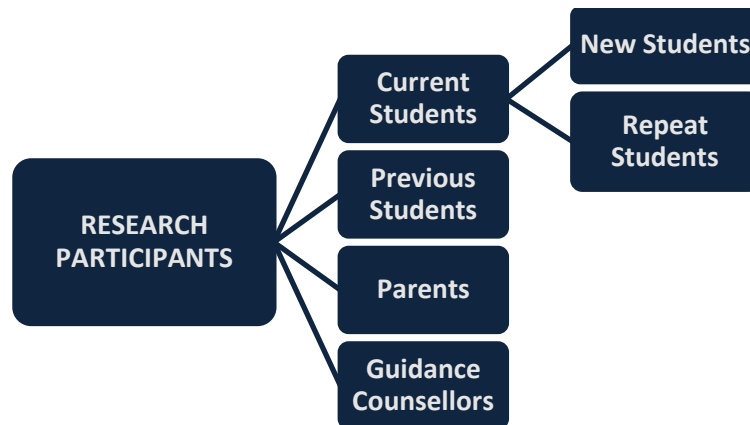 RESEARCH
PARTICIPANTS
Current
Students
New Students
Repeat
Students
Previous
Students
Parents
Guidance
Counsellors